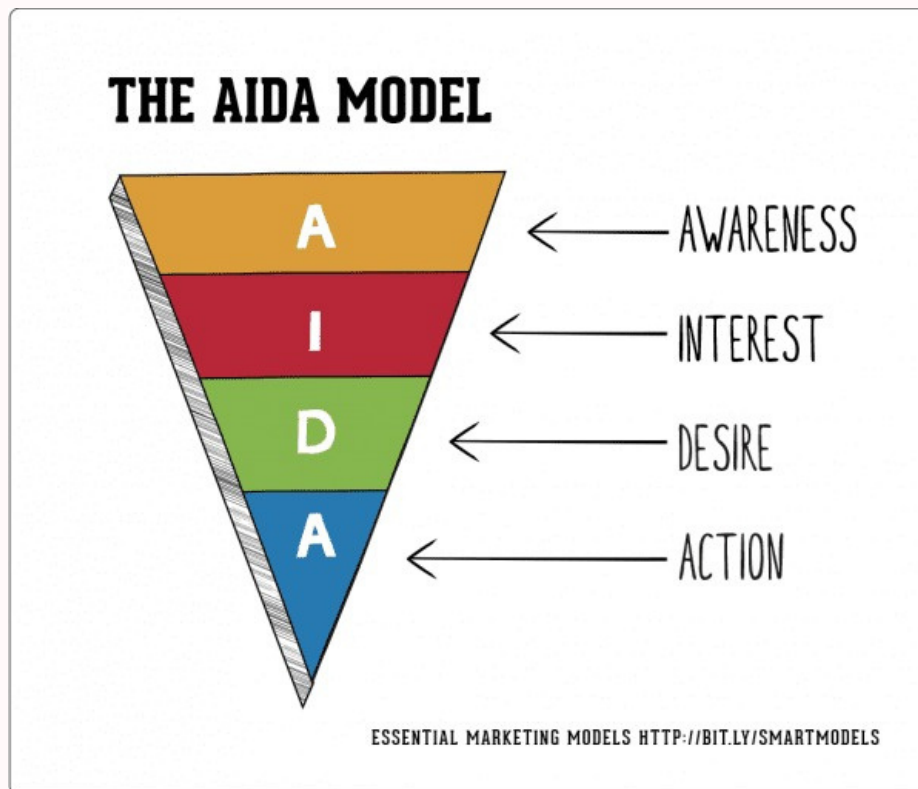 THE AIDA MODEL
A
AWARENESS
I
INTEREST
D
DESIRE
A
ACTION
ESSENTIAL MARKETING MODELS HTTP://BIT.LY/SMARTMODELS